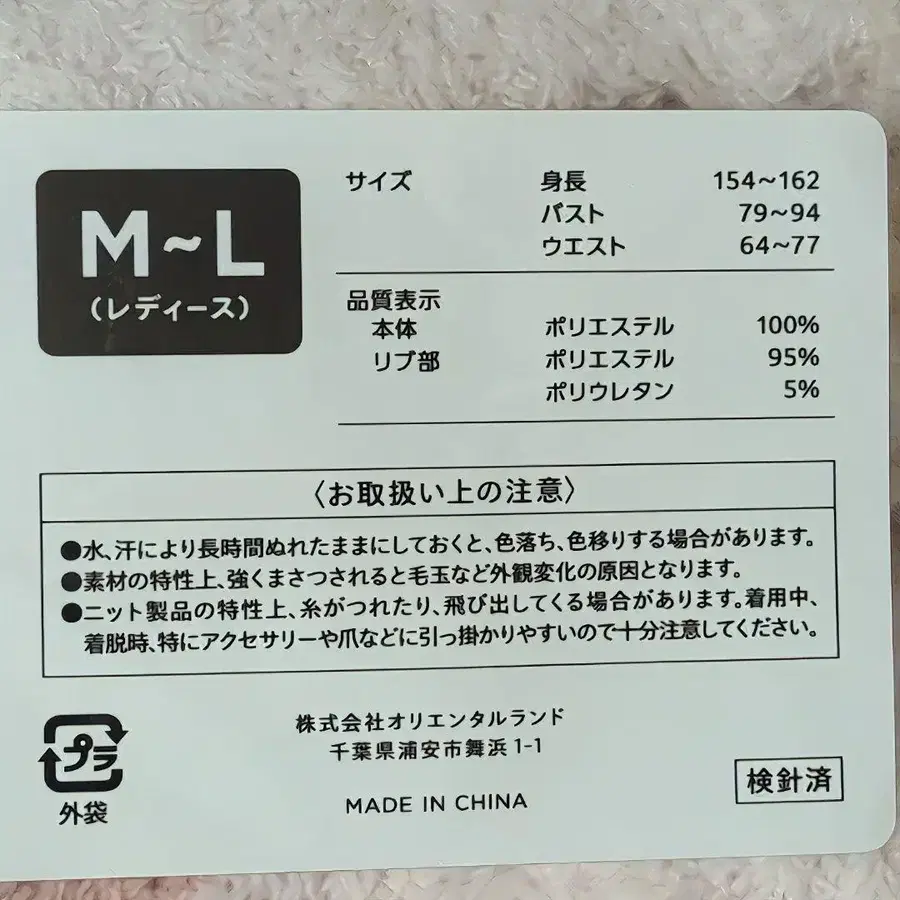 M~L
(レディース)
サイズ 身長 154~162
バスト 79~94
ウエスト 64~77
品質表示
本体 ポリエステル 100%
リブ部 ポリエステル 95%
ポリウレタン 5%
〈お取扱い上の注意〉
●水、汗により長時間ぬれたままにしておくと、色落ち、色移りする場合があります。
●素材の特性上、強くまさつされると毛玉など外観変化の原因となります。
●ニット製品の特性上、糸がつれたり、飛び出してくる場合があります。着用中、
着脱時、特にアクセサリーや爪などに引っ掛かりやすいので十分注意してください。
プラ
外袋
株式会社オリエンタルランド
千葉県浦安市舞浜1-1
MADE IN CHINA
検針済